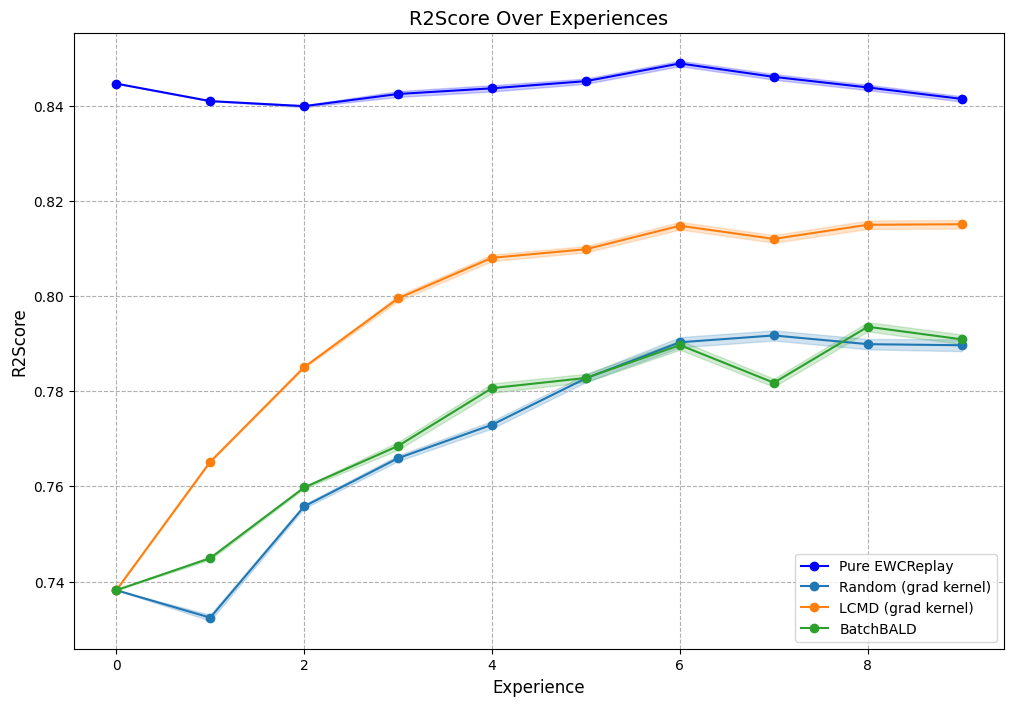 R2Score Over Experiences
R2Score
0.84
0.82
0.80
0.78
0.76
0.74
0
2
4
6
8
Experience
Pure EWCReplay
Random (grad kernel)
LCMD (grad kernel)
BatchBALD